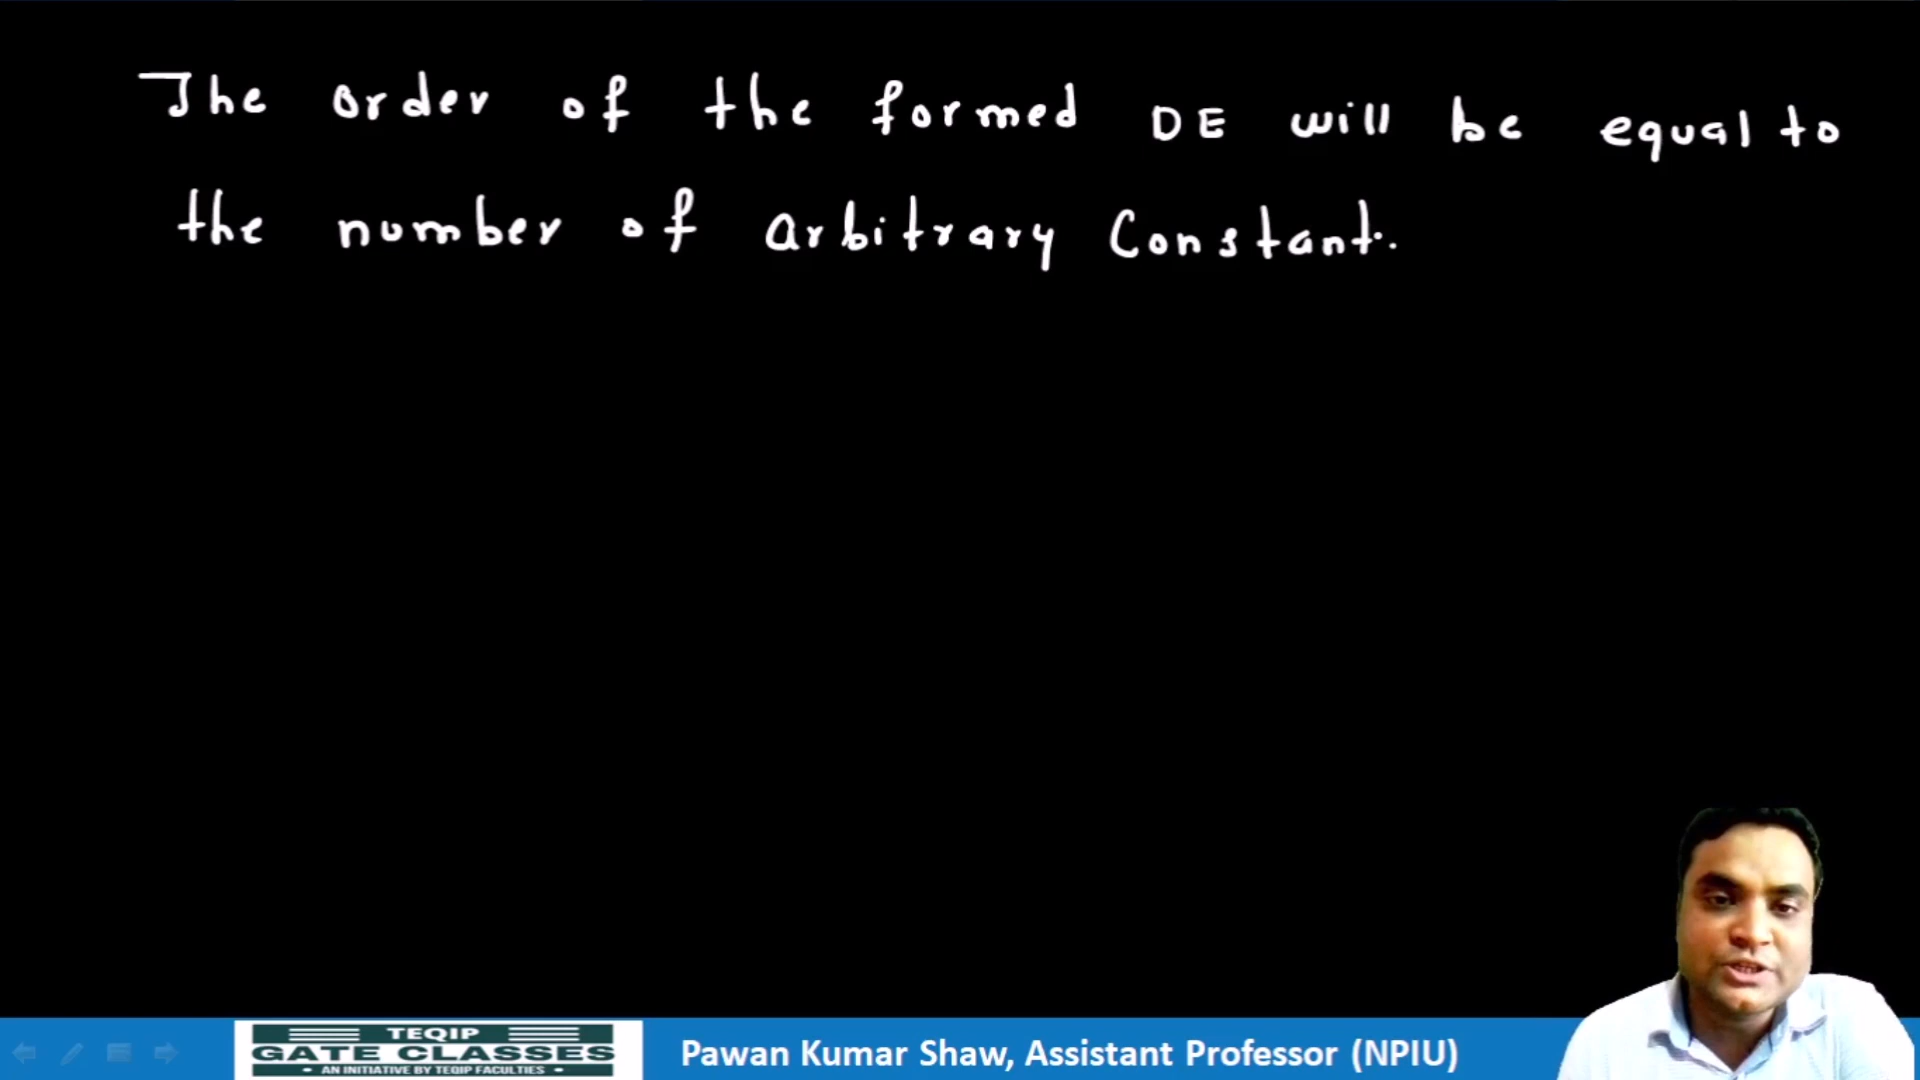 The order of the formed DE will be equal to
the number of arbitrary Constant.
TEQIP
GATE CLASSES
• AN INITIATIVE BY TEQIP FACULTIES •
Pawan Kumar Shaw, Assistant Professor (NPIU)